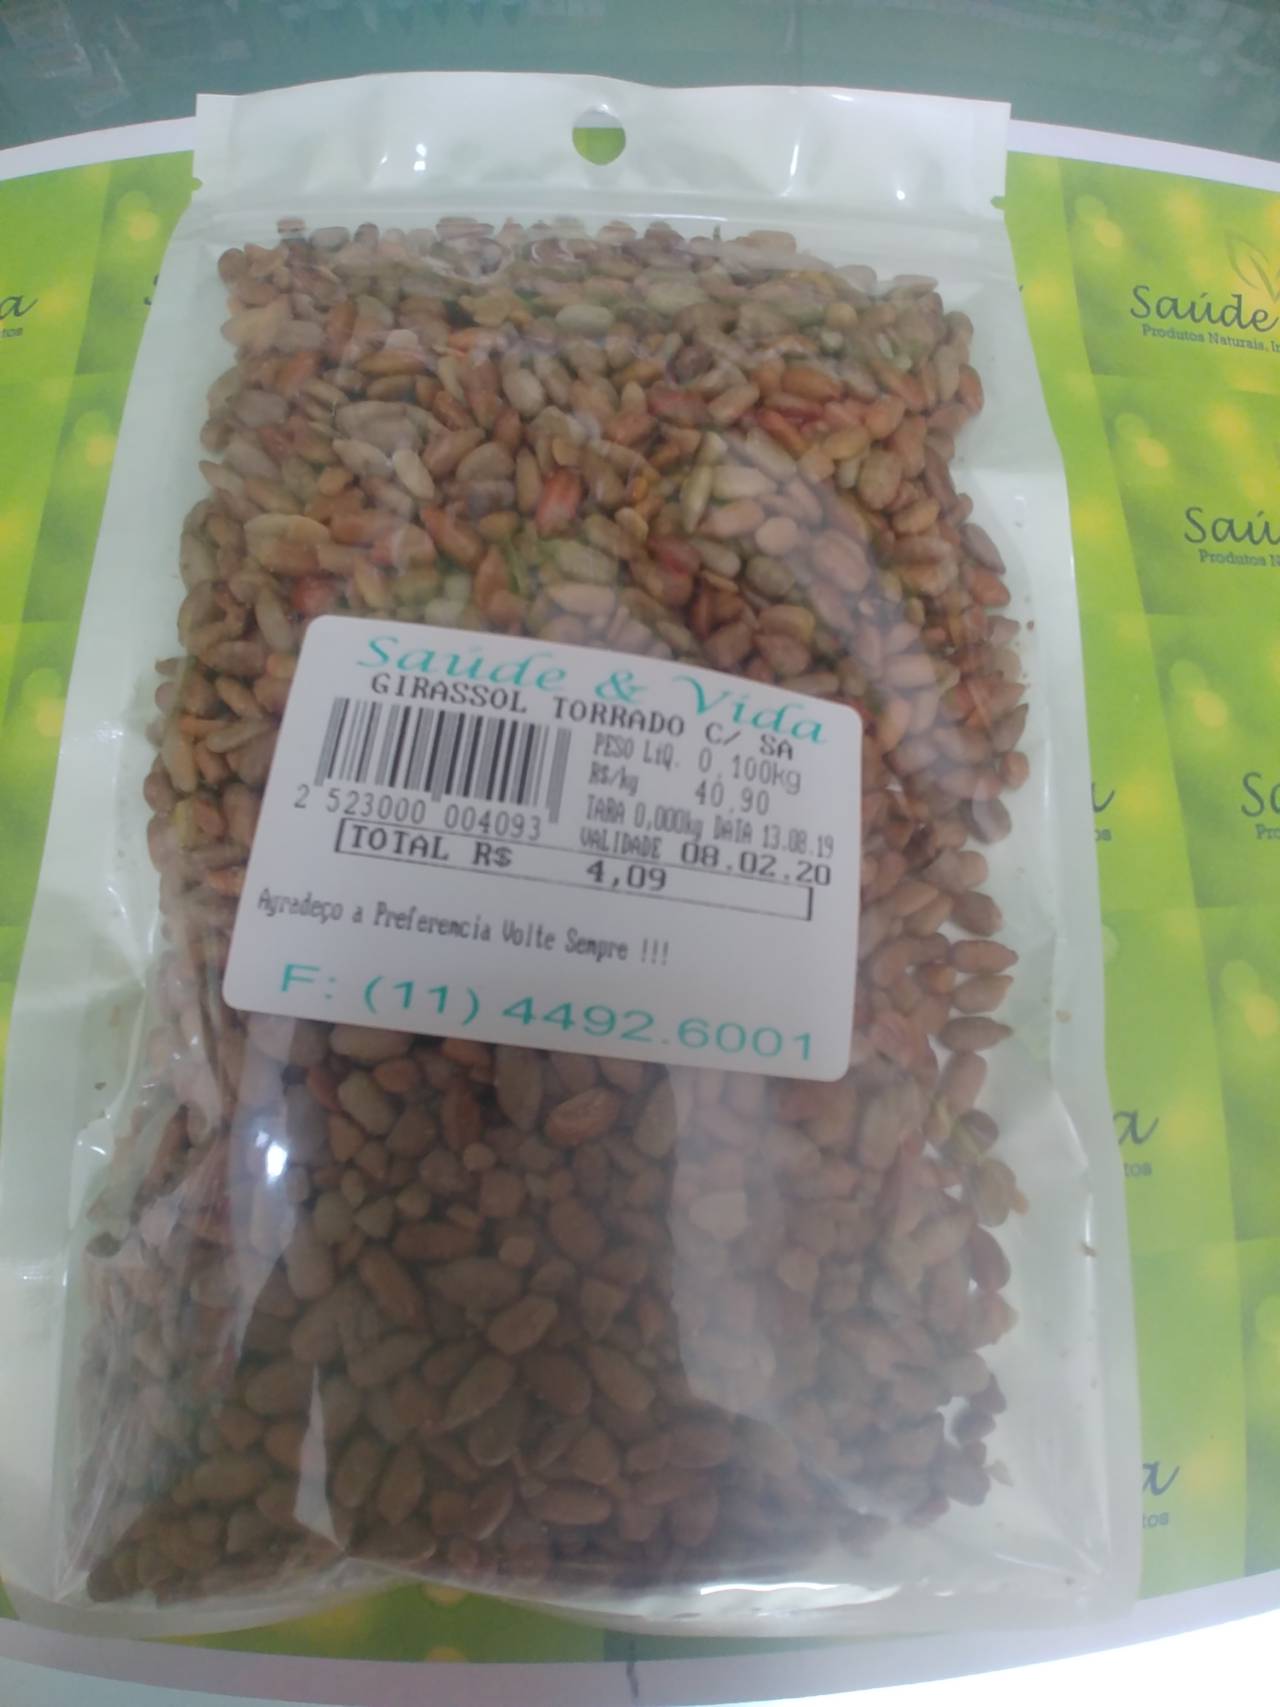 Saúde & Vida
GIRASSOL TORRADO C/ SA
PESO LIQ. 0,100kg
R$/kg 40,90
TARA 0,000kg DATA 13.08.19
VALIDADE 08.02.20
2 523000 004093
TOTAL R$ 4,09
Agradeço a Preferencia Volte Sempre !!!
F: (11) 4492.6001
Saúde
Produtos Naturais,